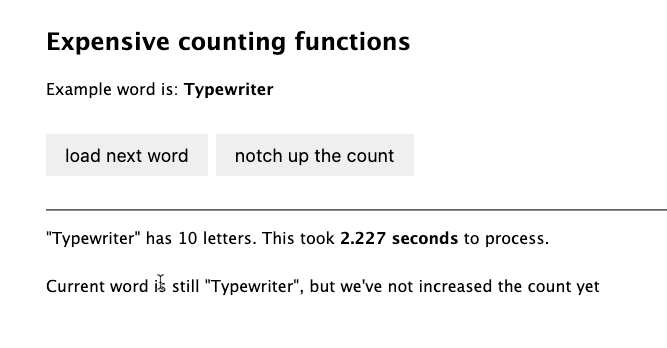 Expensive counting functions
Example word is: Typewriter
load next word
notch up the count
"Typewriter" has 10 letters. This took 2.227 seconds to process.
Current word is still "Typewriter", but we've not increased the count yet